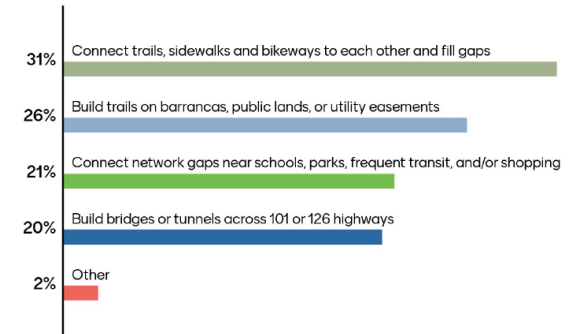 Connect trails, sidewalks and bikeways to each other and fill gaps
31%
Build trails on barrancas, public lands, or utility easements
26%
Connect network gaps near schools, parks, frequent transit, and/or shopping
21%
Build bridges or tunnels across 101 or 126 highways
20%
Other
2%